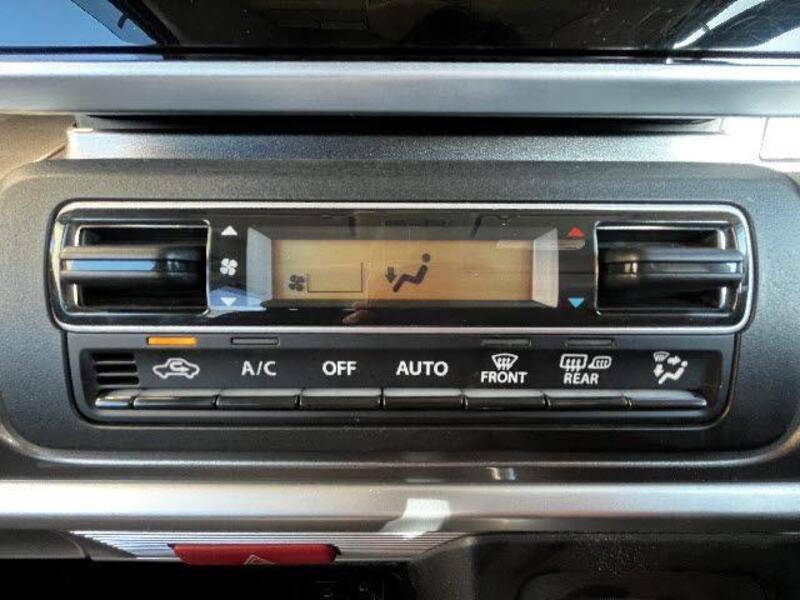 A/C OFF AUTO FRONT REAR